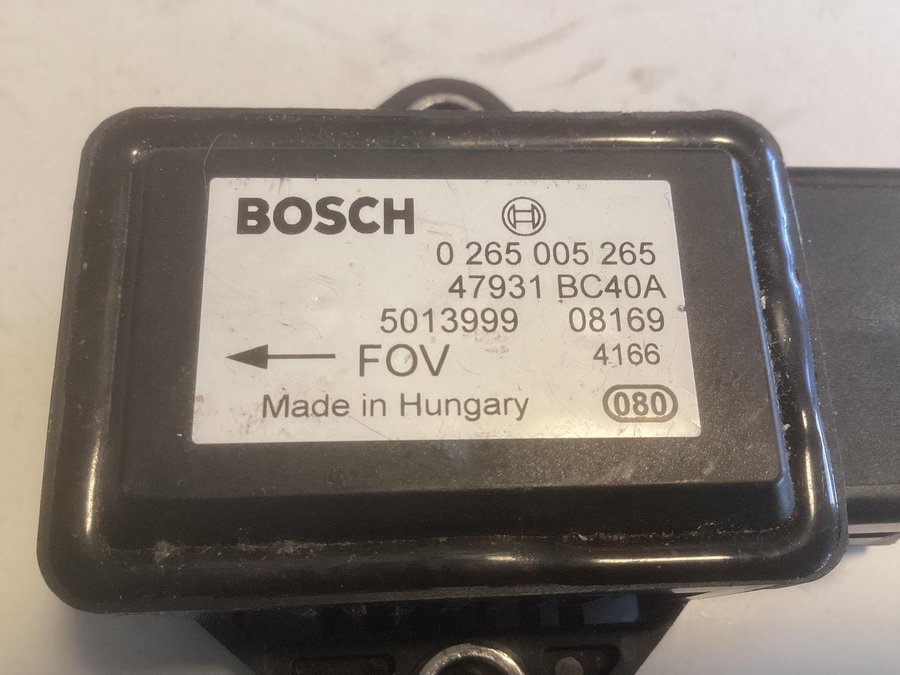 BOSCH
0 265 005 265
47931 BC40A
5013999 08169
FOV 4166
Made in Hungary 080